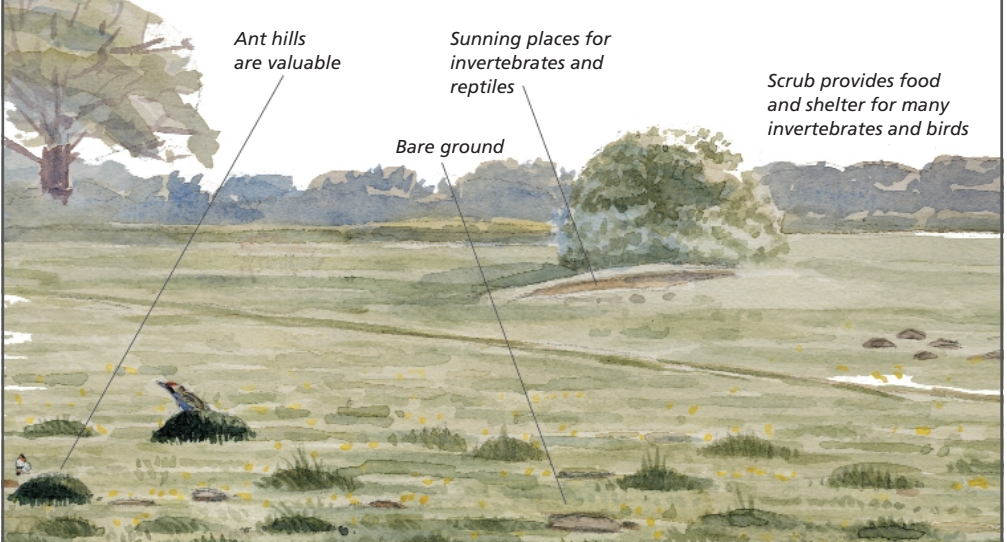 Ant hills
are valuable
Sunning places for
invertebrates and
reptiles
Scrub provides food
and shelter for many
invertebrates and birds
Bare ground